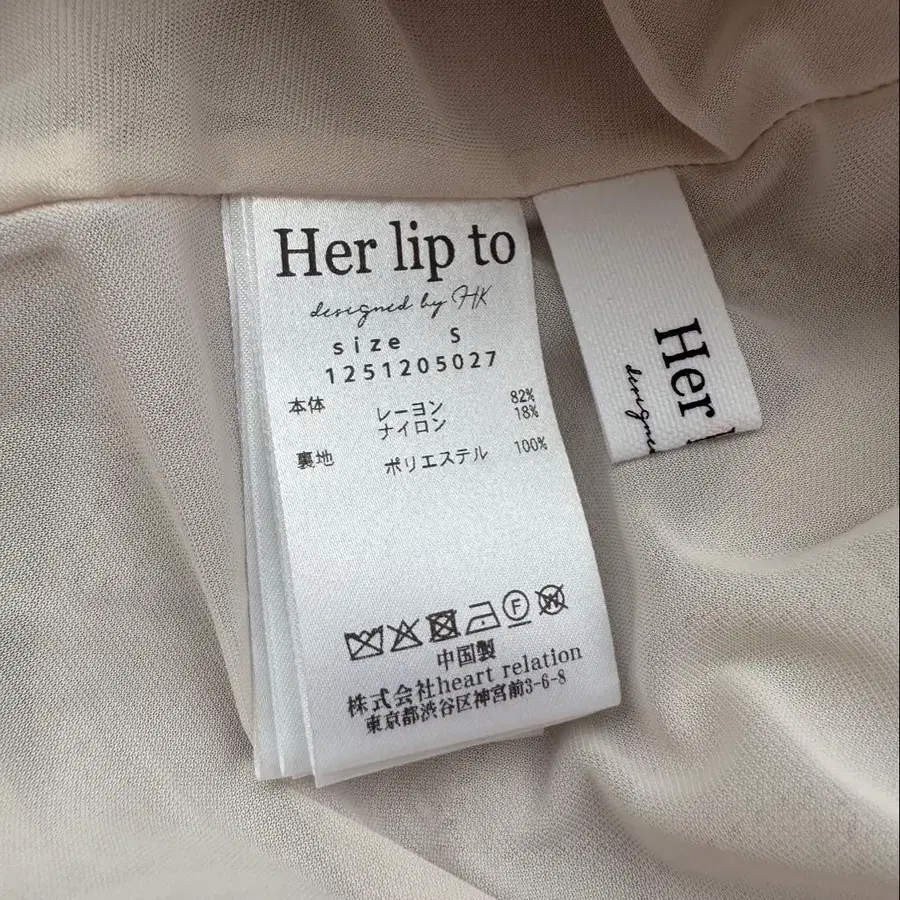 Her lip to
designed by HK
size S
1251205027
本体 レーヨン 82%
ナイロン 18%
裏地 ポリエステル 100%
F W
中国製
株式会社heart relation
東京都渋谷区神宮前3-6-8
Her